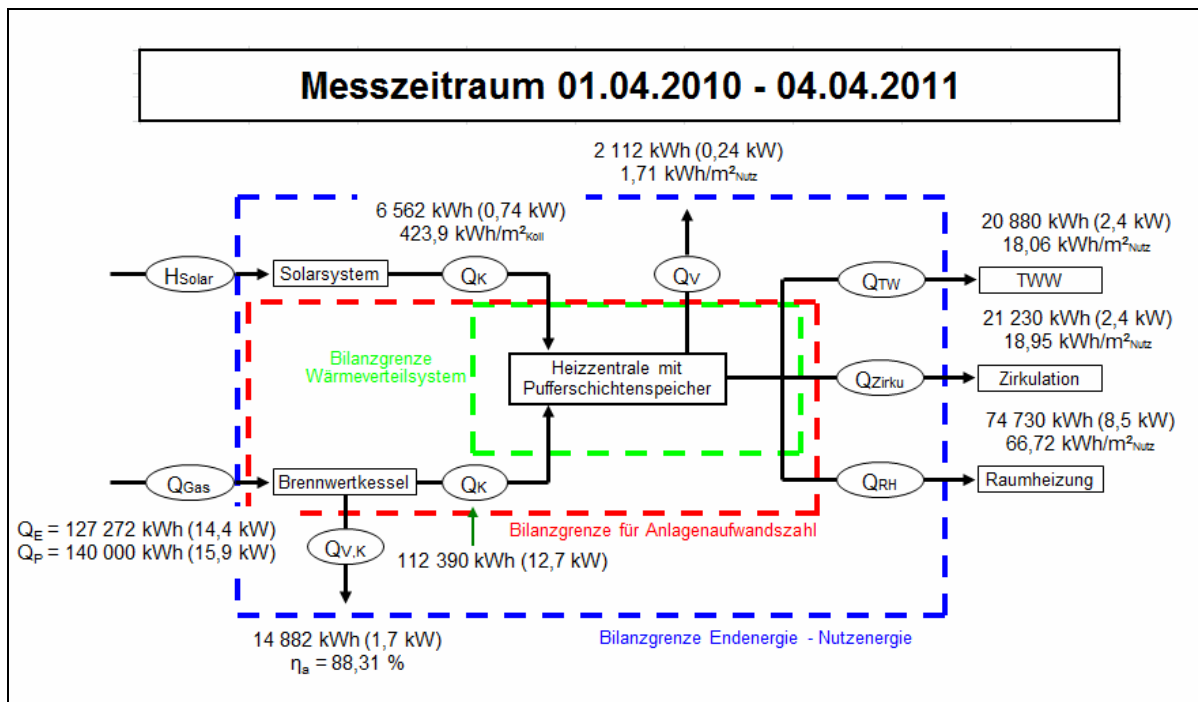 Messzeitraum 01.04.2010 - 04.04.2011
2 112 kWh (0,24 kW)
1,71 kWh/m²Nutz
6 562 kWh (0,74 kW)
423,9 kWh/m²Koll
20 880 kWh (2,4 kW)
18,06 kWh/m²Nutz
HSolar
Solarsystem
QK
QV
QTW
TWW
21 230 kWh (2,4 kW)
18,95 kWh/m²Nutz
Bilanzgrenze
Wärmeverteilsystem
Heizzentrale mit
Pufferschichtenspeicher
QZirku
Zirkulation
74 730 kWh (8,5 kW)
66,72 kWh/m²Nutz
QGas
Brennwertkessel
QK
QRH
Raumheizung
QE = 127 272 kWh (14,4 kW)
QP = 140 000 kWh (15,9 kW)
QV,K
112 390 kWh (12,7 kW)
Bilanzgrenze für Anlagenaufwandszahl
14 882 kWh (1,7 kW)
ηa = 88,31 %
Bilanzgrenze Endenergie - Nutzenergie